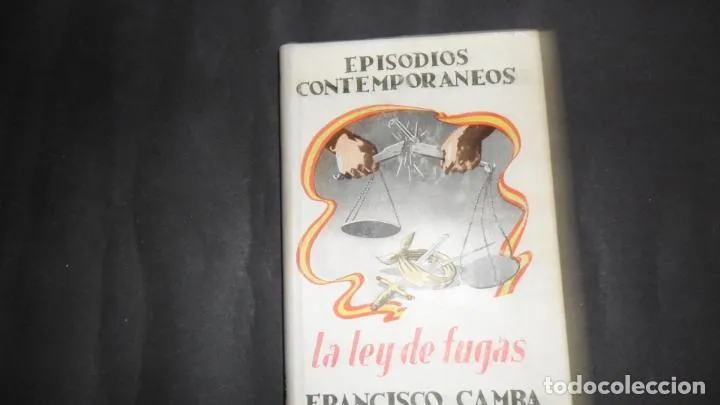 EPISODIOS
CONTEMPORANEOS
la ley de fugas
FRANCISCO CAMBA
todocoleccion